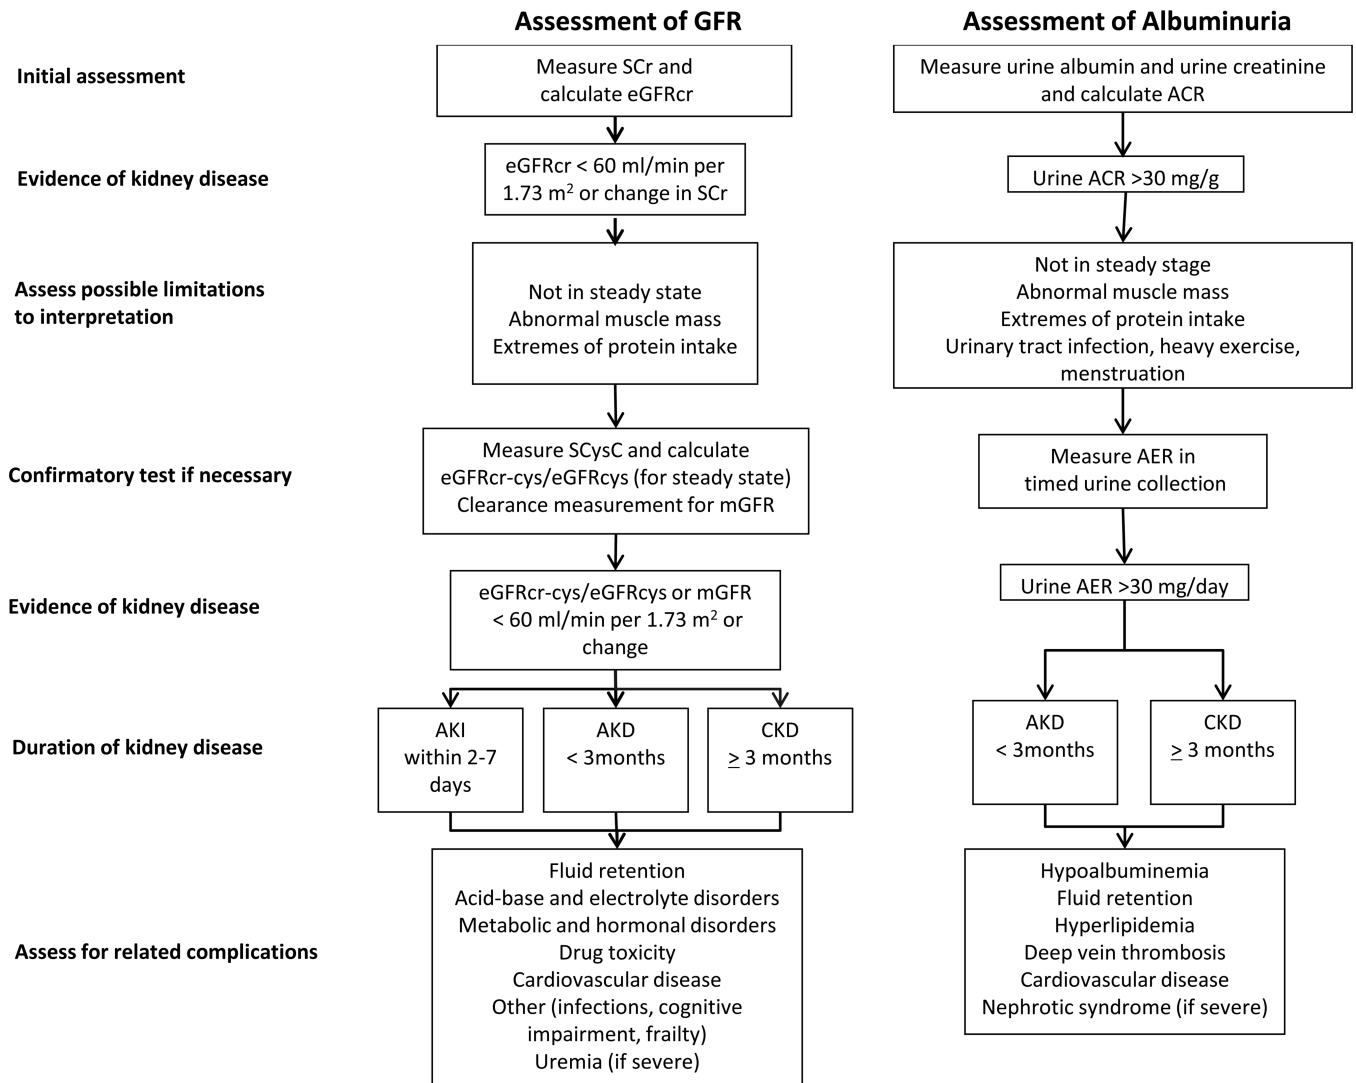 Assessment of GFR
Assessment of Albuminuria
Initial assessment
Measure SCr and
calculate eGFRcr
Measure urine albumin and urine creatinine
and calculate ACR
Evidence of kidney disease
eGFRcr < 60 ml/min per
1.73 m² or change in SCr
Urine ACR >30 mg/g
Assess possible limitations
to interpretation
Not in steady state
Abnormal muscle mass
Extremes of protein intake
Not in steady stage
Abnormal muscle mass
Extremes of protein intake
Urinary tract infection, heavy exercise,
menstruation
Confirmatory test if necessary
Measure SCysC and calculate
eGFRcr-cys/eGFRcys (for steady state)
Clearance measurement for mGFR
Measure AER in
timed urine collection
Evidence of kidney disease
eGFRcr-cys/eGFRcys or mGFR
< 60 ml/min per 1.73 m² or
change
Urine AER >30 mg/day
Duration of kidney disease
AKI
within 2-7
days
AKD
< 3months
CKD
≥ 3 months
AKD
< 3months
CKD
≥ 3 months
Assess for related complications
Fluid retention
Acid-base and electrolyte disorders
Metabolic and hormonal disorders
Drug toxicity
Cardiovascular disease
Other (infections, cognitive
impairment, frailty)
Uremia (if severe)
Hypoalbuminemia
Fluid retention
Hyperlipidemia
Deep vein thrombosis
Cardiovascular disease
Nephrotic syndrome (if severe)